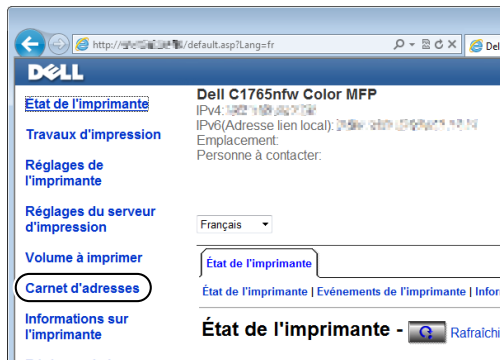 http:// /default.asp?Lang=fr
Del
DELL
Dell C1765nfw Color MFP
IPv4:
IPv6(Adresse lien local):
Emplacement:
Personne à contacter:
État de l'imprimante
Travaux d'impression
Réglages de
l'imprimante
Réglages du serveur
d'impression
Volume à imprimer
Carnet d'adresses
Informations sur
l'imprimante
Français
État de l'imprimante
État de l'imprimante | Evénements de l'imprimante | Infor
État de l'imprimante -
Rafraîchi